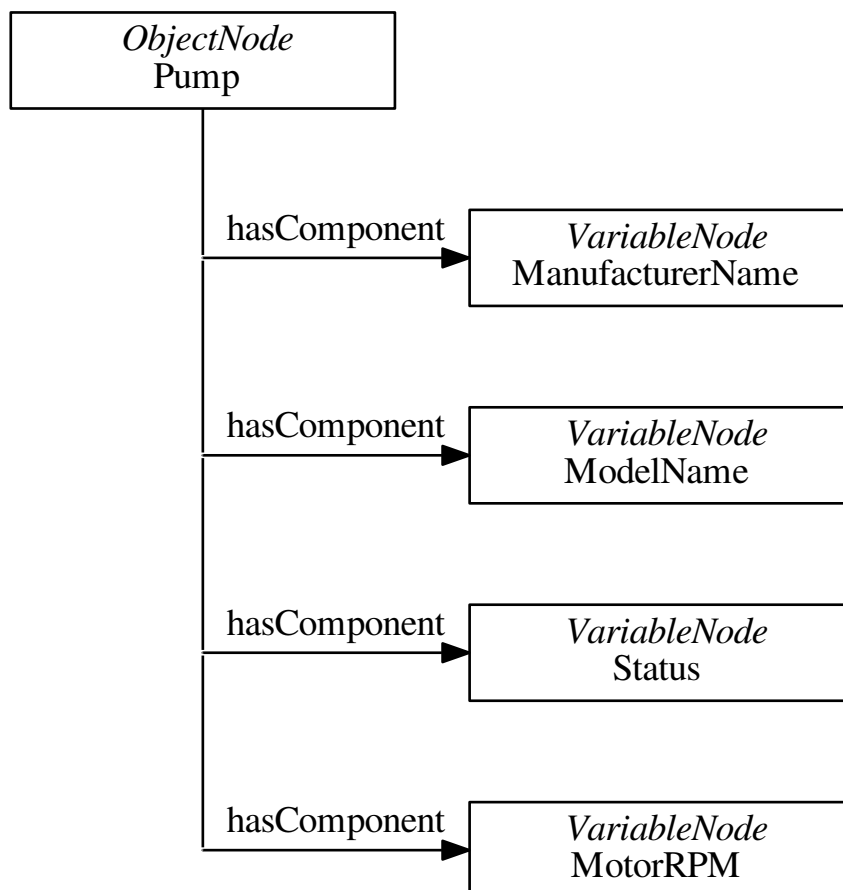 ObjectNode
Pump
hasComponent
VariableNode
ManufacturerName
hasComponent
VariableNode
ModelName
hasComponent
VariableNode
Status
hasComponent
VariableNode
MotorRPM